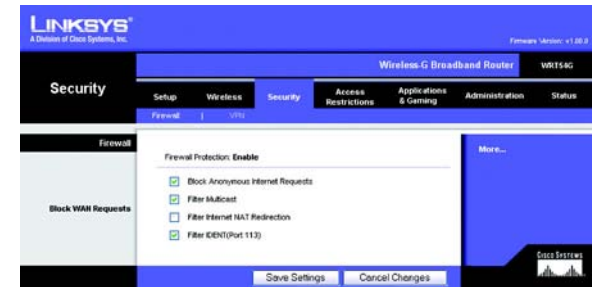 LINKSYS®
A Division of Cisco Systems, Inc.
Firmware Version: v1.00.0
Wireless-G Broadband Router WRT54G
Security
Setup Wireless Security Access Restrictions Applications & Gaming Administration Status
Firewall | VPN
Firewall
Firewall Protection: Enable
More...
Block WAN Requests
Block Anonymous Internet Requests
Filter Multicast
Filter Internet NAT Redirection
Filter IDENT(Port 113)
Save Settings Cancel Changes
CISCO SYSTEMS